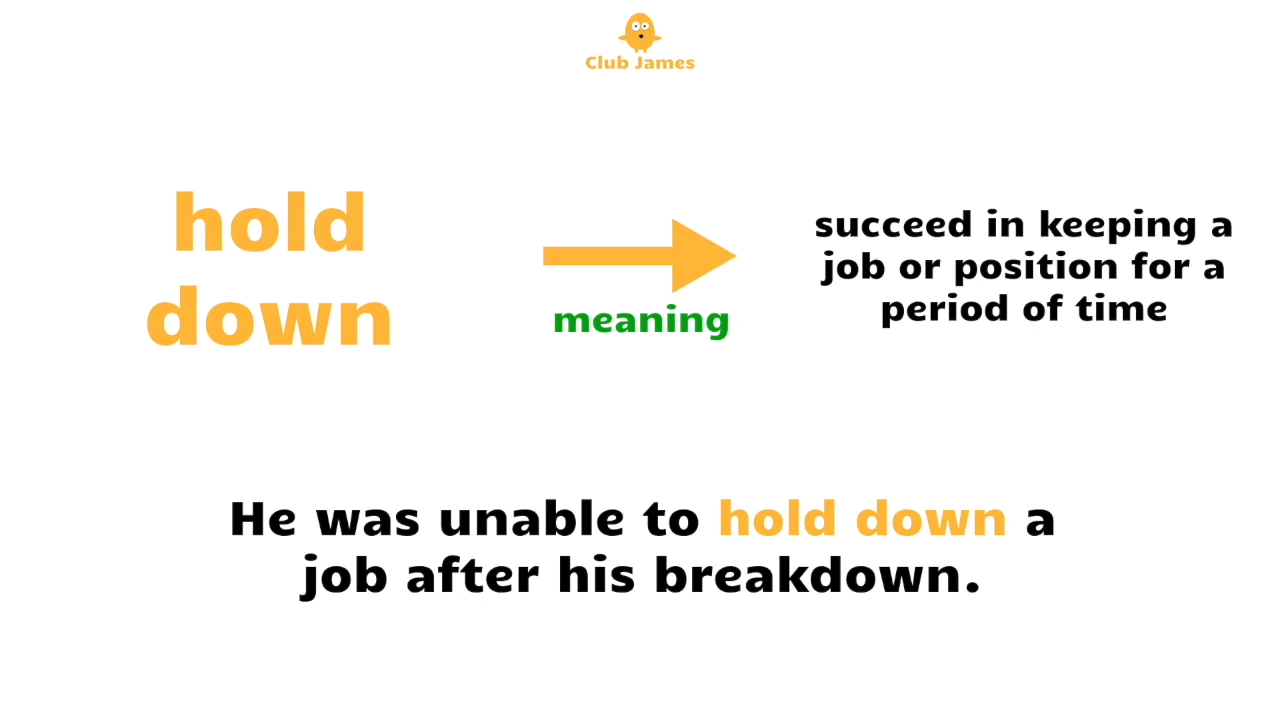 Club James
hold
down
meaning
succeed in keeping a
job or position for a
period of time
He was unable to hold down a
job after his breakdown.